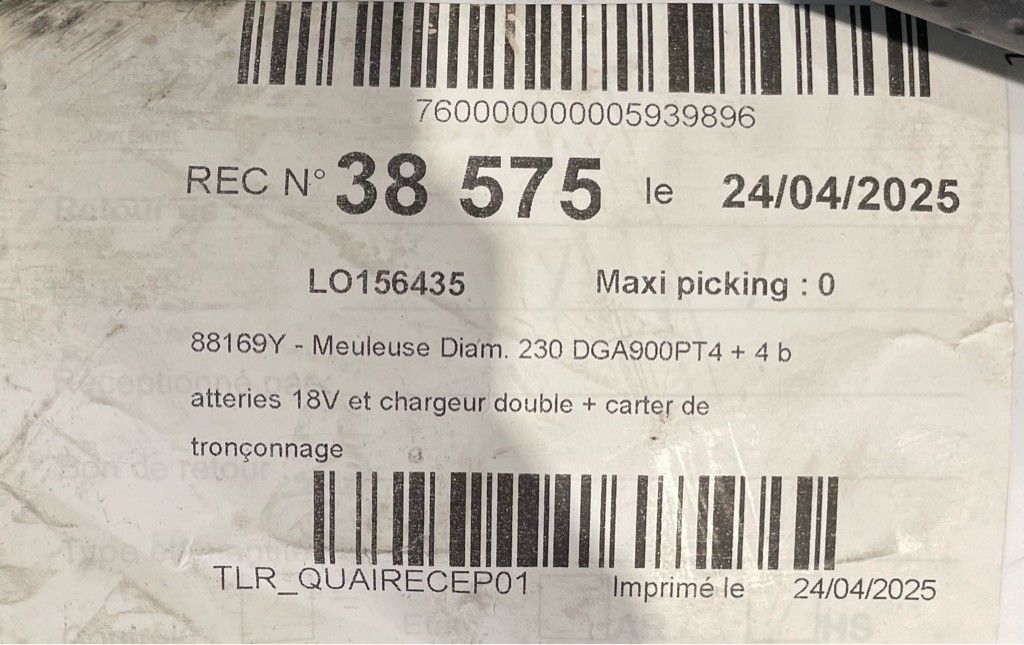 7600000000005939896
REC N° 38 575 le 24/04/2025
LO156435 Maxi picking : 0
88169Y - Meuleuse Diam. 230 DGA900PT4 + 4 b
atteries 18V et chargeur double + carter de
tronçonnage
TLR_QUAIRECEP01 Imprimé le 24/04/2025